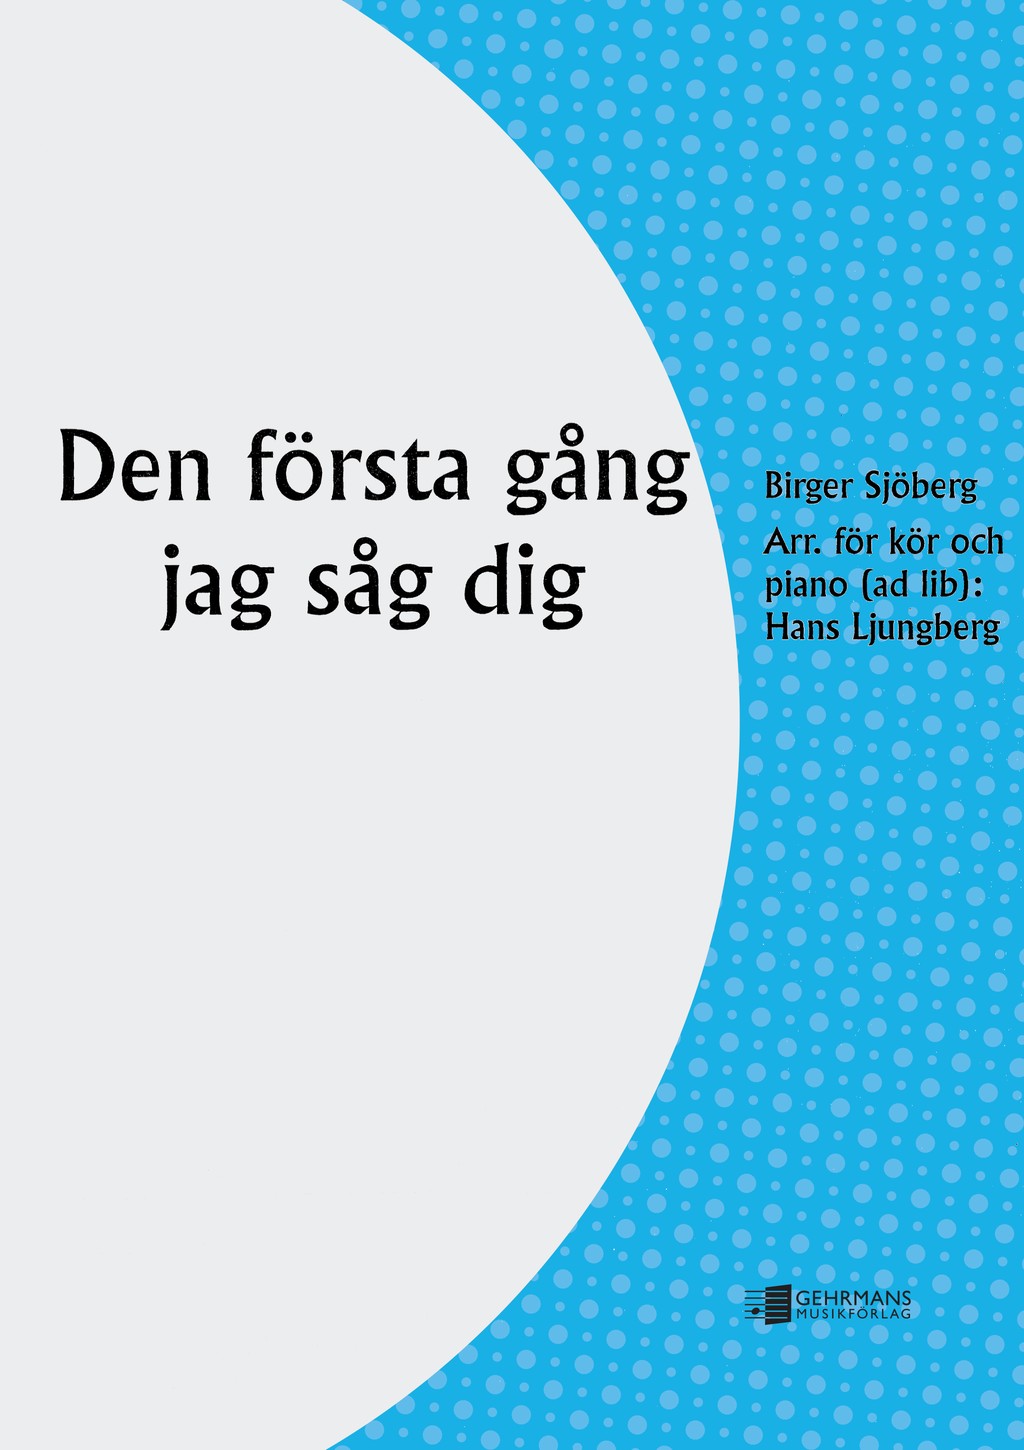 Den första gång
jag såg dig
Birger Sjöberg
Arr. för kör och
piano (ad lib):
Hans Ljungberg
GEHRMANS
MUSIKFÖRLAG